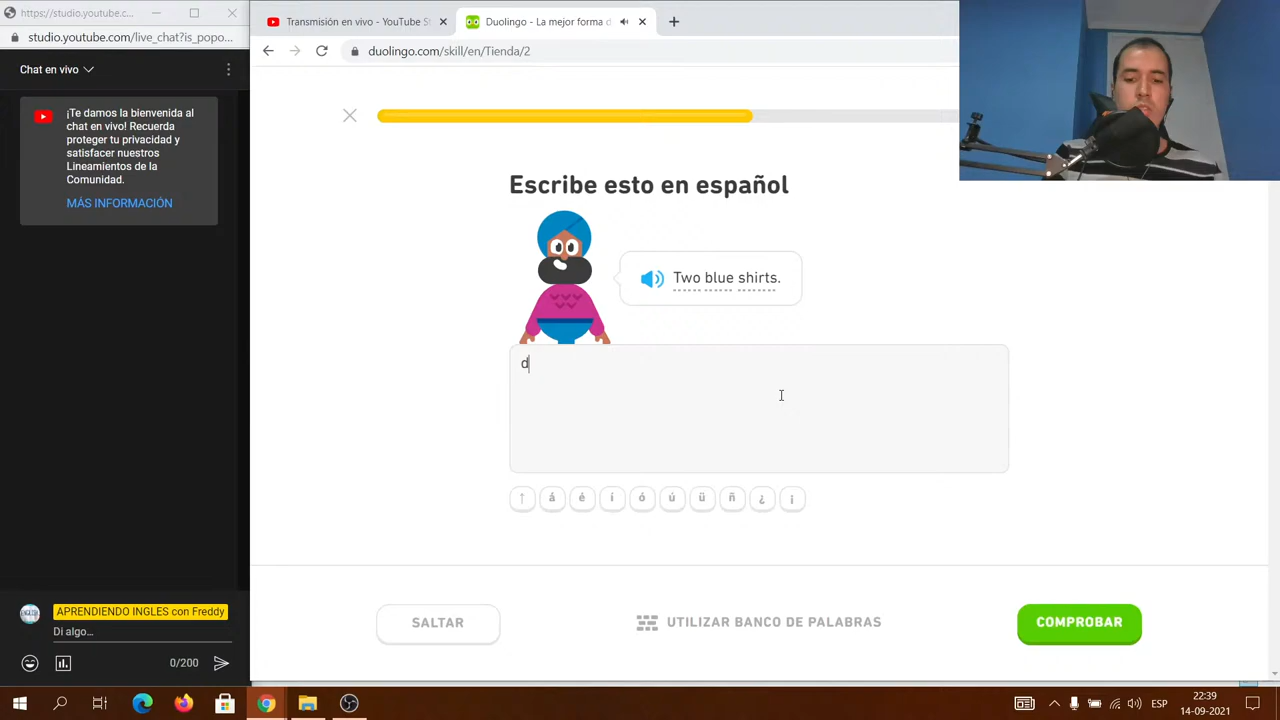 https://studio.youtube.com/live_chat?is_popo...
studio.youtube.com/live_chat?is_popo...
Chat en vivo
¡Te damos la bienvenida al
chat en vivo! Recuerda
proteger tu privacidad y
satisfacer nuestros
Lineamientos de la
Comunidad.
MÁS INFORMACIÓN
APRENDIENDO INGLES con Freddy
Di algo...
0/200
Transmisión en vivo - YouTube S
Duolingo - La mejor forma d
duolingo.com/skill/en/Tienda/2
Escribe esto en español
Two blue shirts.
d
↑ á é í ó ú ü ñ ¿ ¡
SALTAR
UTILIZAR BANCO DE PALABRAS
COMPROBAR
ESP
22:39
14-09-2021